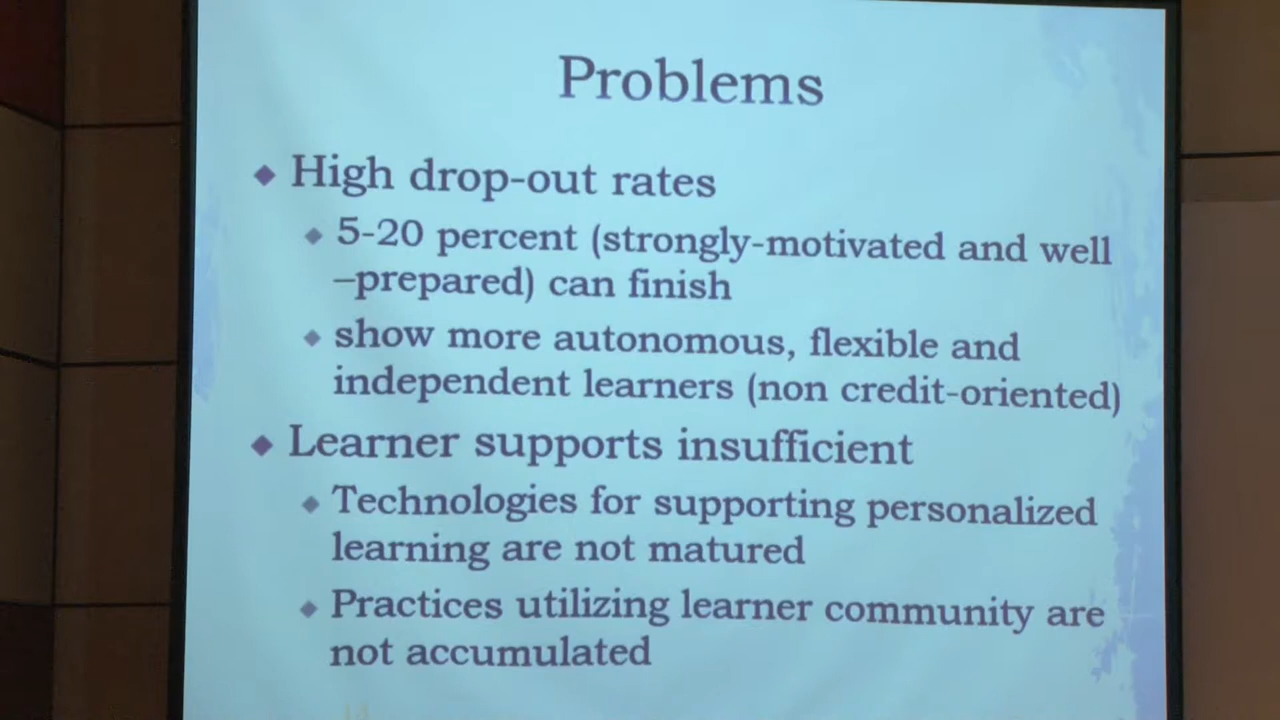 Problems
High drop-out rates
5-20 percent (strongly-motivated and well
–prepared) can finish
show more autonomous, flexible and
independent learners (non credit-oriented)
Learner supports insufficient
Technologies for supporting personalized
learning are not matured
Practices utilizing learner community are
not accumulated